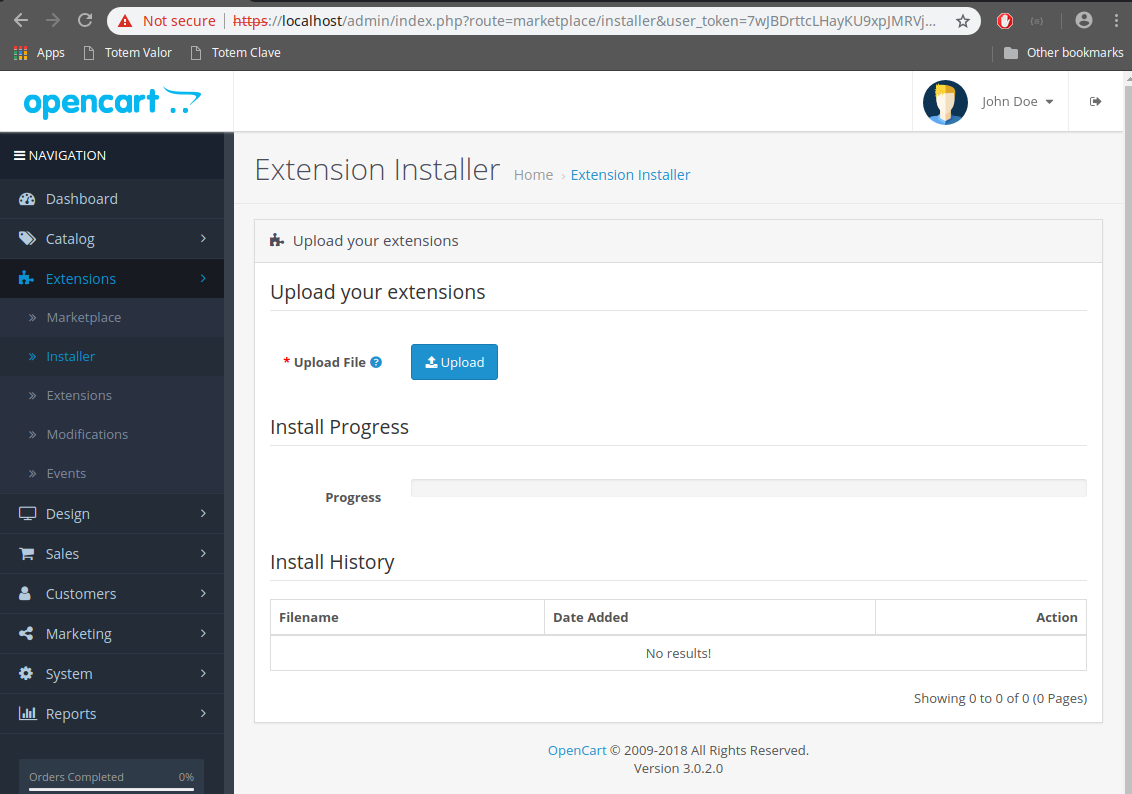 Not secure | https://localhost/admin/index.php?route=marketplace/installer&user_token=7wJBDrttcLHayKU9xpJMRVj...
Apps Totem Valor Totem Clave Other bookmarks
opencart John Doe
NAVIGATION
Dashboard
Catalog
Extensions
Marketplace
Installer
Extensions
Modifications
Events
Design
Sales
Customers
Marketing
System
Reports
Orders Completed 0%
Extension Installer Home › Extension Installer
Upload your extensions
Upload your extensions
* Upload File ? Upload
Install Progress
Progress
Install History
Filename Date Added Action
No results!
Showing 0 to 0 of 0 (0 Pages)
OpenCart © 2009-2018 All Rights Reserved.
Version 3.0.2.0